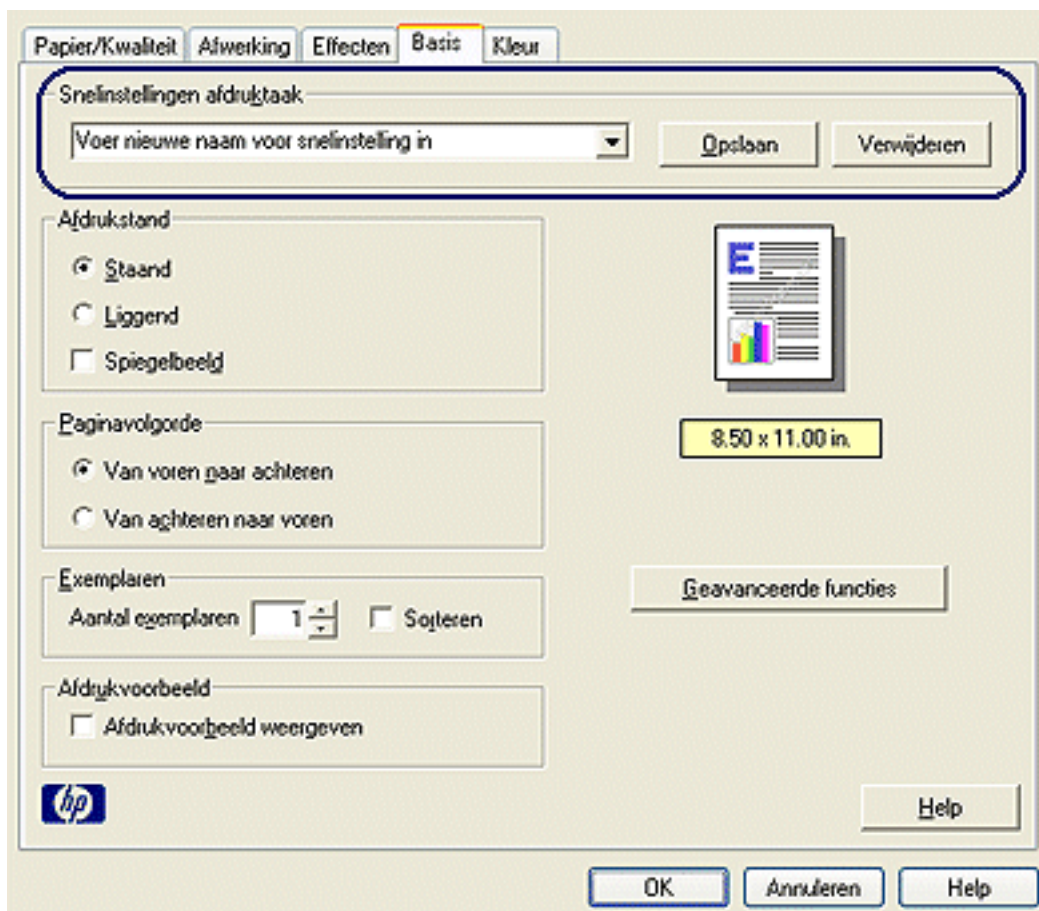 Papier/Kwaliteit Afwerking Effecten Basis Kleur
Snelinstellingen afdruktaak
Voer nieuwe naam voor snelinstelling in Opslaan Verwijderen
Afdrukstand
Staand
Liggend
Spiegelbeeld
E
Paginavolgorde
8.50 x 11.00 in.
Van voren naar achteren
Van achteren naar voren
Exemplaren
Aantal exemplaren 1 Sorteren
Geavanceerde functies
Afdrukvoorbeeld
Afdrukvoorbeeld weergeven
hp
Help
OK Annuleren Help